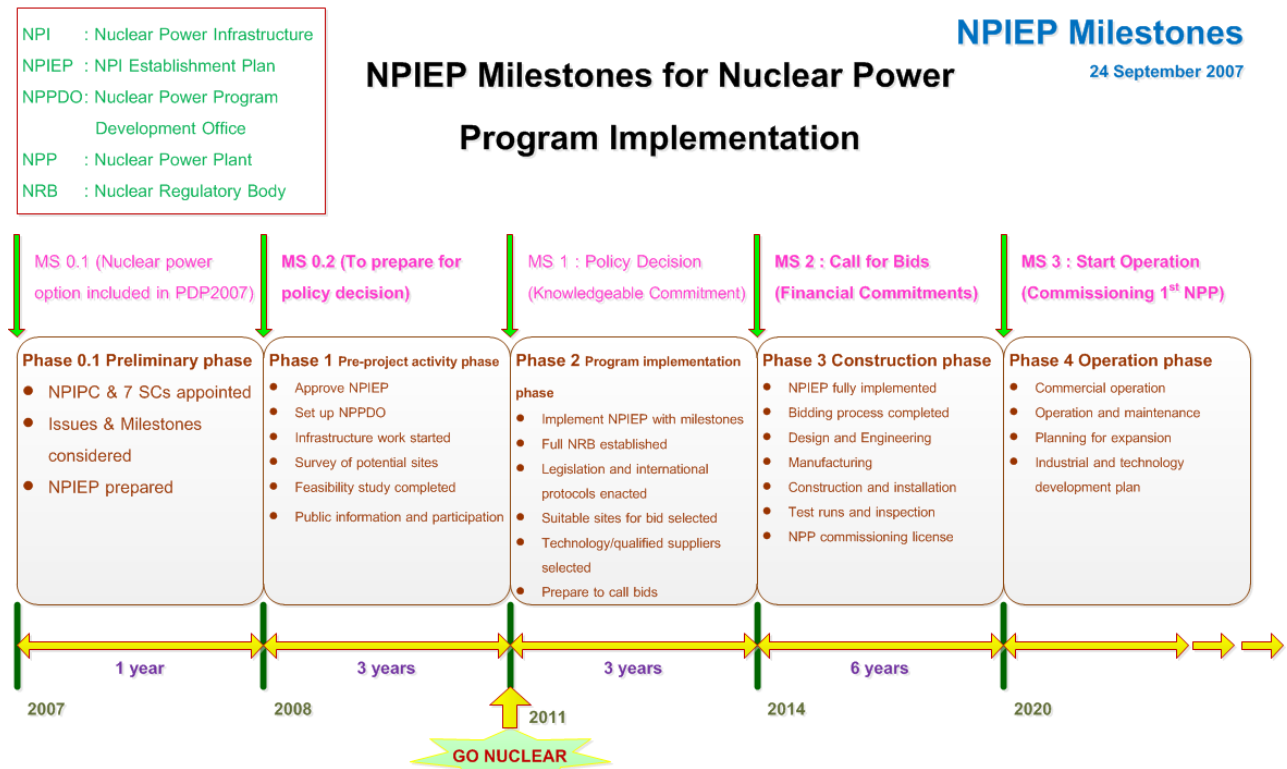 NPI : Nuclear Power Infrastructure
NPIEP : NPI Establishment Plan
NPPDO: Nuclear Power Program
Development Office
NPP : Nuclear Power Plant
NRB : Nuclear Regulatory Body
NPIEP Milestones
24 September 2007
NPIEP Milestones for Nuclear Power
Program Implementation
MS 0.1 (Nuclear power
option included in PDP2007)
MS 0.2 (To prepare for
policy decision)
MS 1 : Policy Decision
(Knowledgeable Commitment)
MS 2 : Call for Bids
(Financial Commitments)
MS 3 : Start Operation
(Commissioning 1st NPP)
Phase 0.1 Preliminary phase
● NPIPC & 7 SCs appointed
● Issues & Milestones
considered
● NPIEP prepared
Phase 1 Pre-project activity phase
● Approve NPIEP
● Set up NPPDO
● Infrastructure work started
● Survey of potential sites
● Feasibility study completed
● Public information and participation
Phase 2 Program implementation
phase
● Implement NPIEP with milestones
● Full NRB established
● Legislation and international
protocols enacted
● Suitable sites for bid selected
● Technology/qualified suppliers
selected
● Prepare to call bids
Phase 3 Construction phase
● NPIEP fully implemented
● Bidding process completed
● Design and Engineering
● Manufacturing
● Construction and installation
● Test runs and inspection
● NPP commissioning license
Phase 4 Operation phase
● Commercial operation
● Operation and maintenance
● Planning for expansion
● Industrial and technology
development plan
1 year
3 years
3 years
6 years
2007
2008
2011
2014
2020
GO NUCLEAR